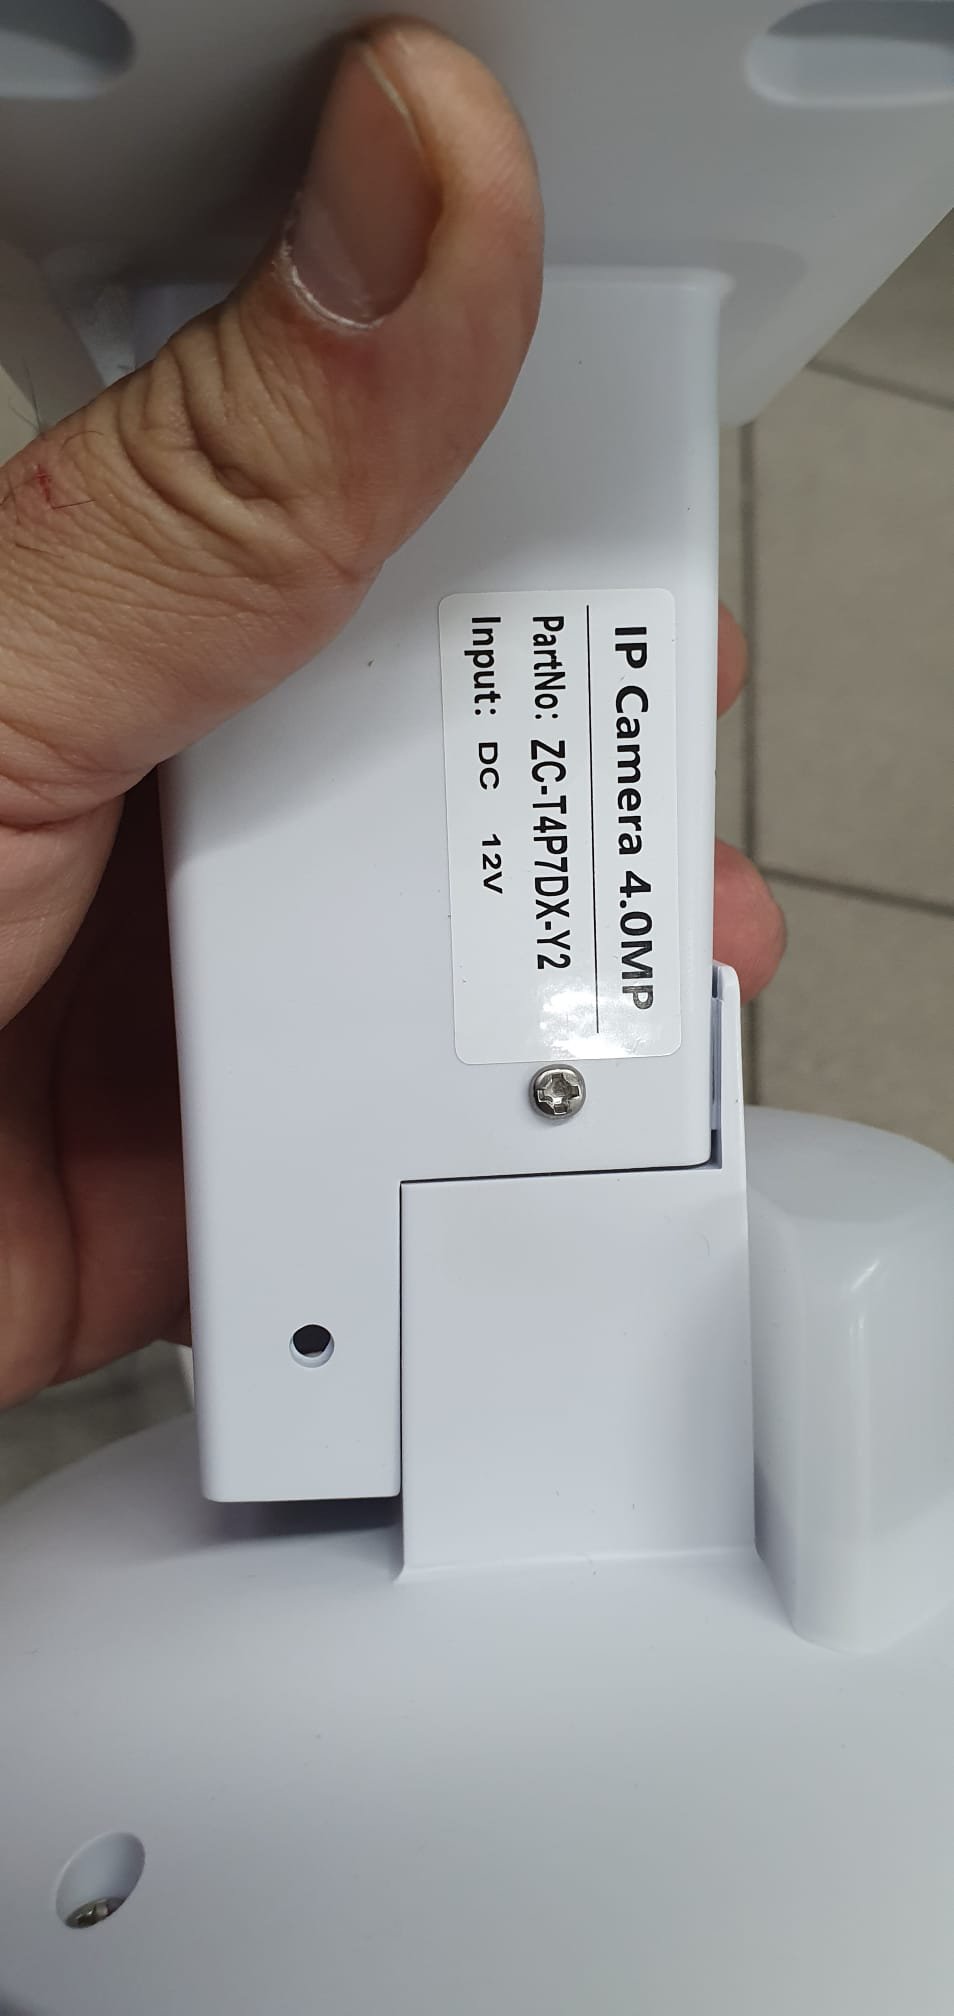 IP Camera 4.0MP
PartNo: ZC-T4P7DX-Y2
Input: DC 12V